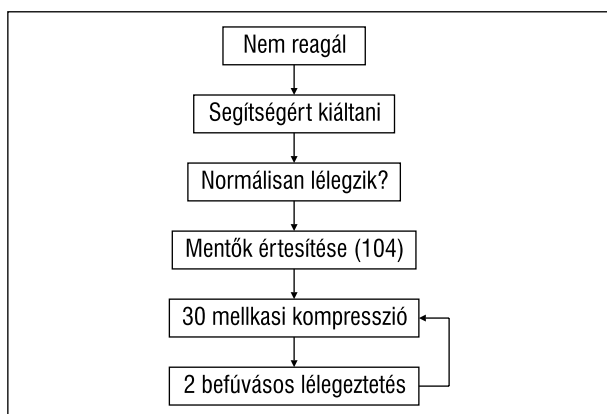 Nem reagál
Segítségért kiáltani
Normálisan lélegzik?
Mentők értesítése (104)
30 mellkasi kompresszió
2 befúvásos lélegeztetés